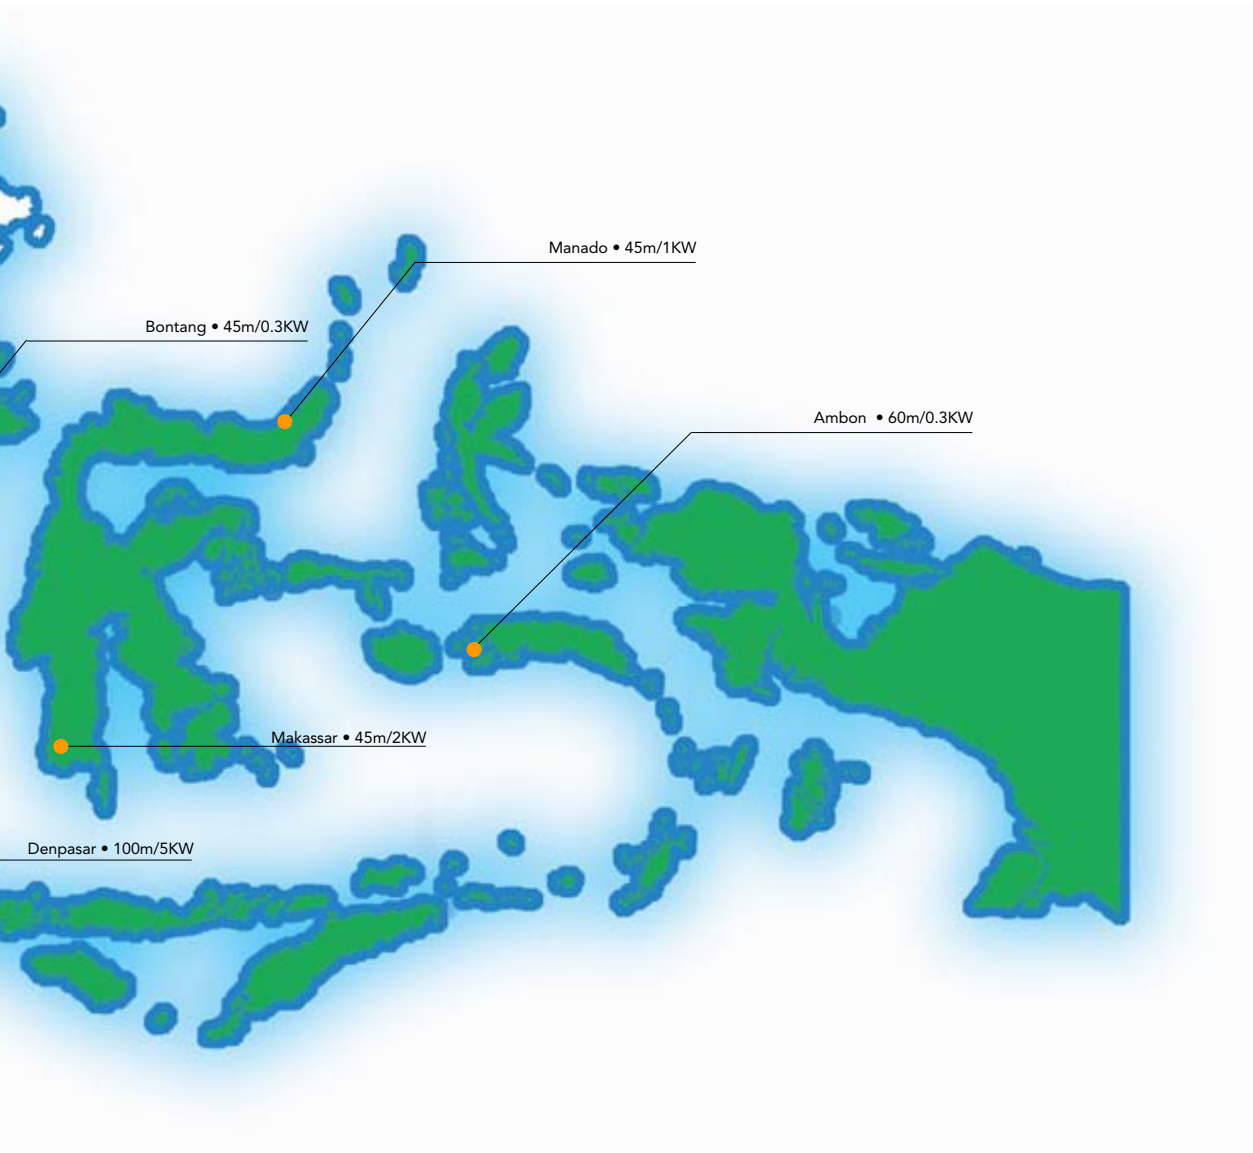 Manado • 45m/1KW
Bontang • 45m/0.3KW
Ambon • 60m/0.3KW
Makassar • 45m/2KW
Denpasar • 100m/5KW